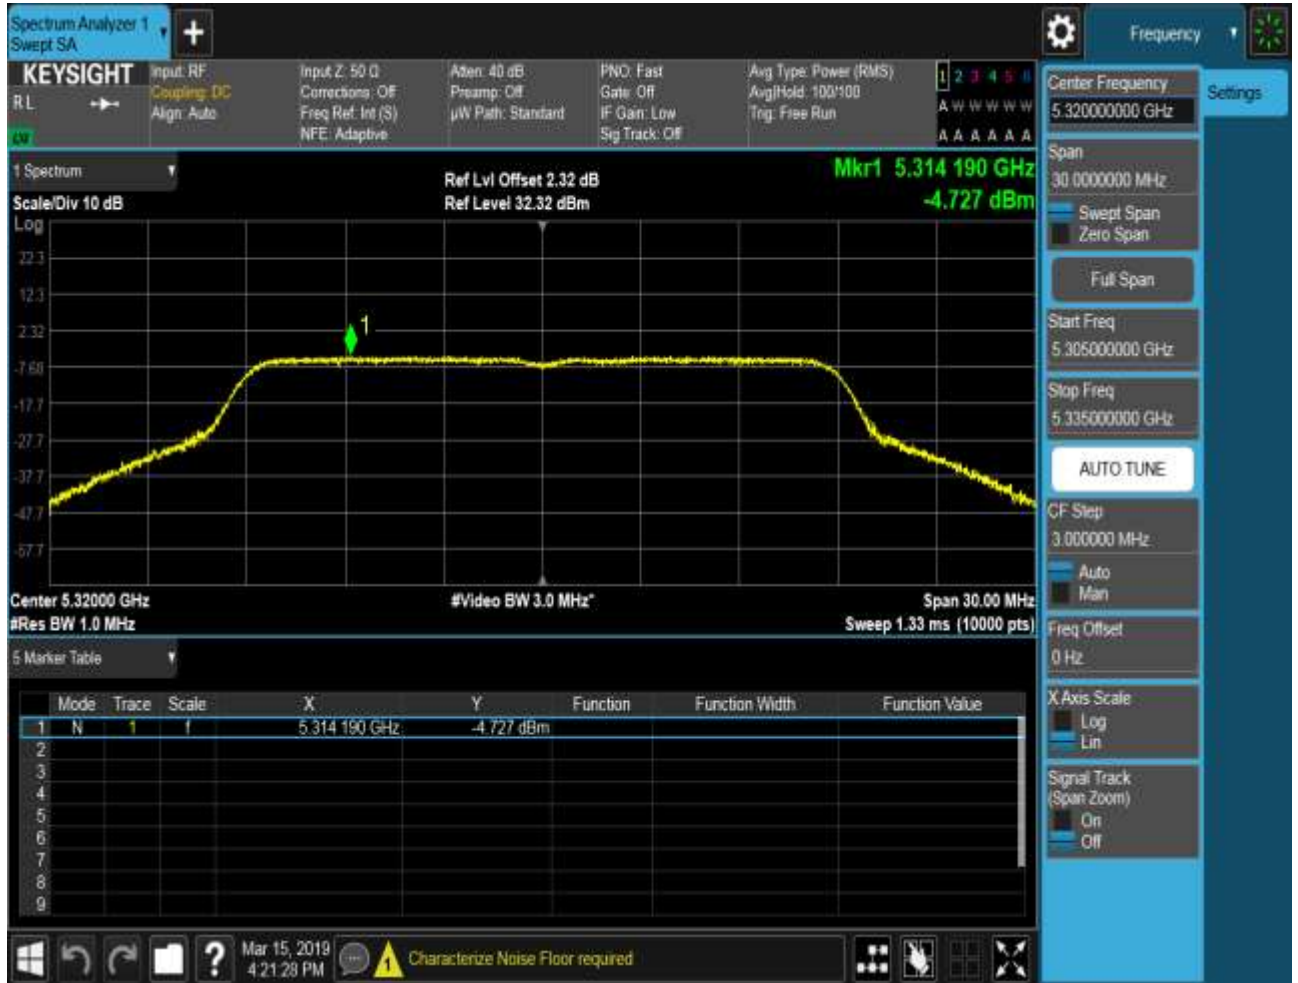 Spectrum Analyzer 1
Swept SA
Frequency
KEYSIGHT
R L
Input: RF
Coupling: DC
Align: Auto
Input Z: 50 Ω
Corrections: Off
Freq Ref: Int (S)
NFE: Adaptive
Atten: 40 dB
Preamp: Off
µW Path: Standard
PNO: Fast
Gate: Off
IF Gain: Low
Sig Track: Off
Avg Type: Power (RMS)
Avg|Hold: 100/100
Trig: Free Run
1 2 3 4 5 6
A W W W W W
A A A A A A
1 Spectrum
Scale/Div 10 dB
Ref Lvl Offset 2.32 dB
Ref Level 32.32 dBm
Mkr1 5.314 190 GHz
-4.727 dBm
Log
22.3
12.3
2.32
-7.68
-17.7
-27.7
-37.7
-47.7
-57.7
1
Center 5.32000 GHz
#Res BW 1.0 MHz
#Video BW 3.0 MHz*
Span 30.00 MHz
Sweep 1.33 ms (10000 pts)
5 Marker Table
Mode Trace Scale X Y Function Function Width Function Value
1 N 1 f 5.314 190 GHz -4.727 dBm
2
3
4
5
6
7
8
9
Mar 15, 2019
4:21:28 PM
1
Characterize Noise Floor required
Center Frequency
5.320000000 GHz
Settings
Span
30.0000000 MHz
Swept Span
Zero Span
Full Span
Start Freq
5.305000000 GHz
Stop Freq
5.335000000 GHz
AUTO TUNE
CF Step
3.000000 MHz
Auto
Man
Freq Offset
0 Hz
X Axis Scale
Log
Lin
Signal Track
(Span Zoom)
On
Off